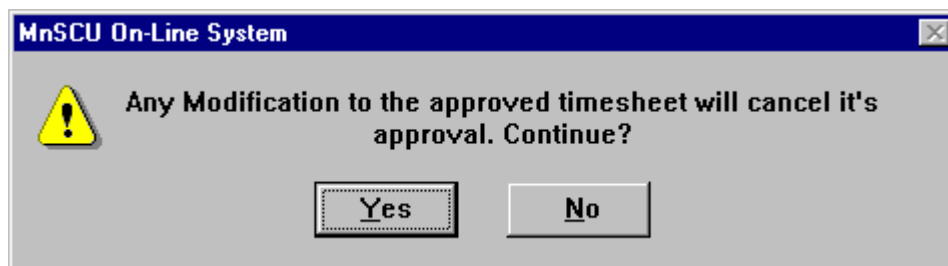 MnSCU On-Line System
Any Modification to the approved timesheet will cancel it's
approval. Continue?
Yes No